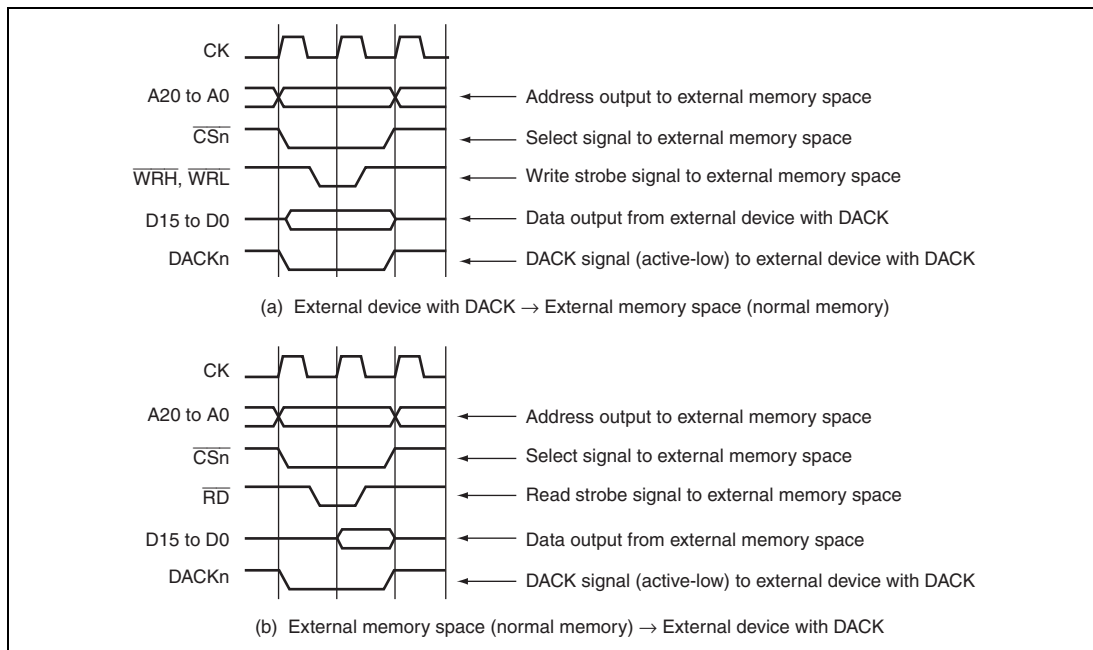 CK
A20 to A0
Address output to external memory space
CSn
Select signal to external memory space
WRH, WRL
Write strobe signal to external memory space
D15 to D0
Data output from external device with DACK
DACKn
DACK signal (active-low) to external device with DACK
(a) External device with DACK → External memory space (normal memory)
CK
A20 to A0
Address output to external memory space
CSn
Select signal to external memory space
RD
Read strobe signal to external memory space
D15 to D0
Data output from external memory space
DACKn
DACK signal (active-low) to external device with DACK
(b) External memory space (normal memory) → External device with DACK